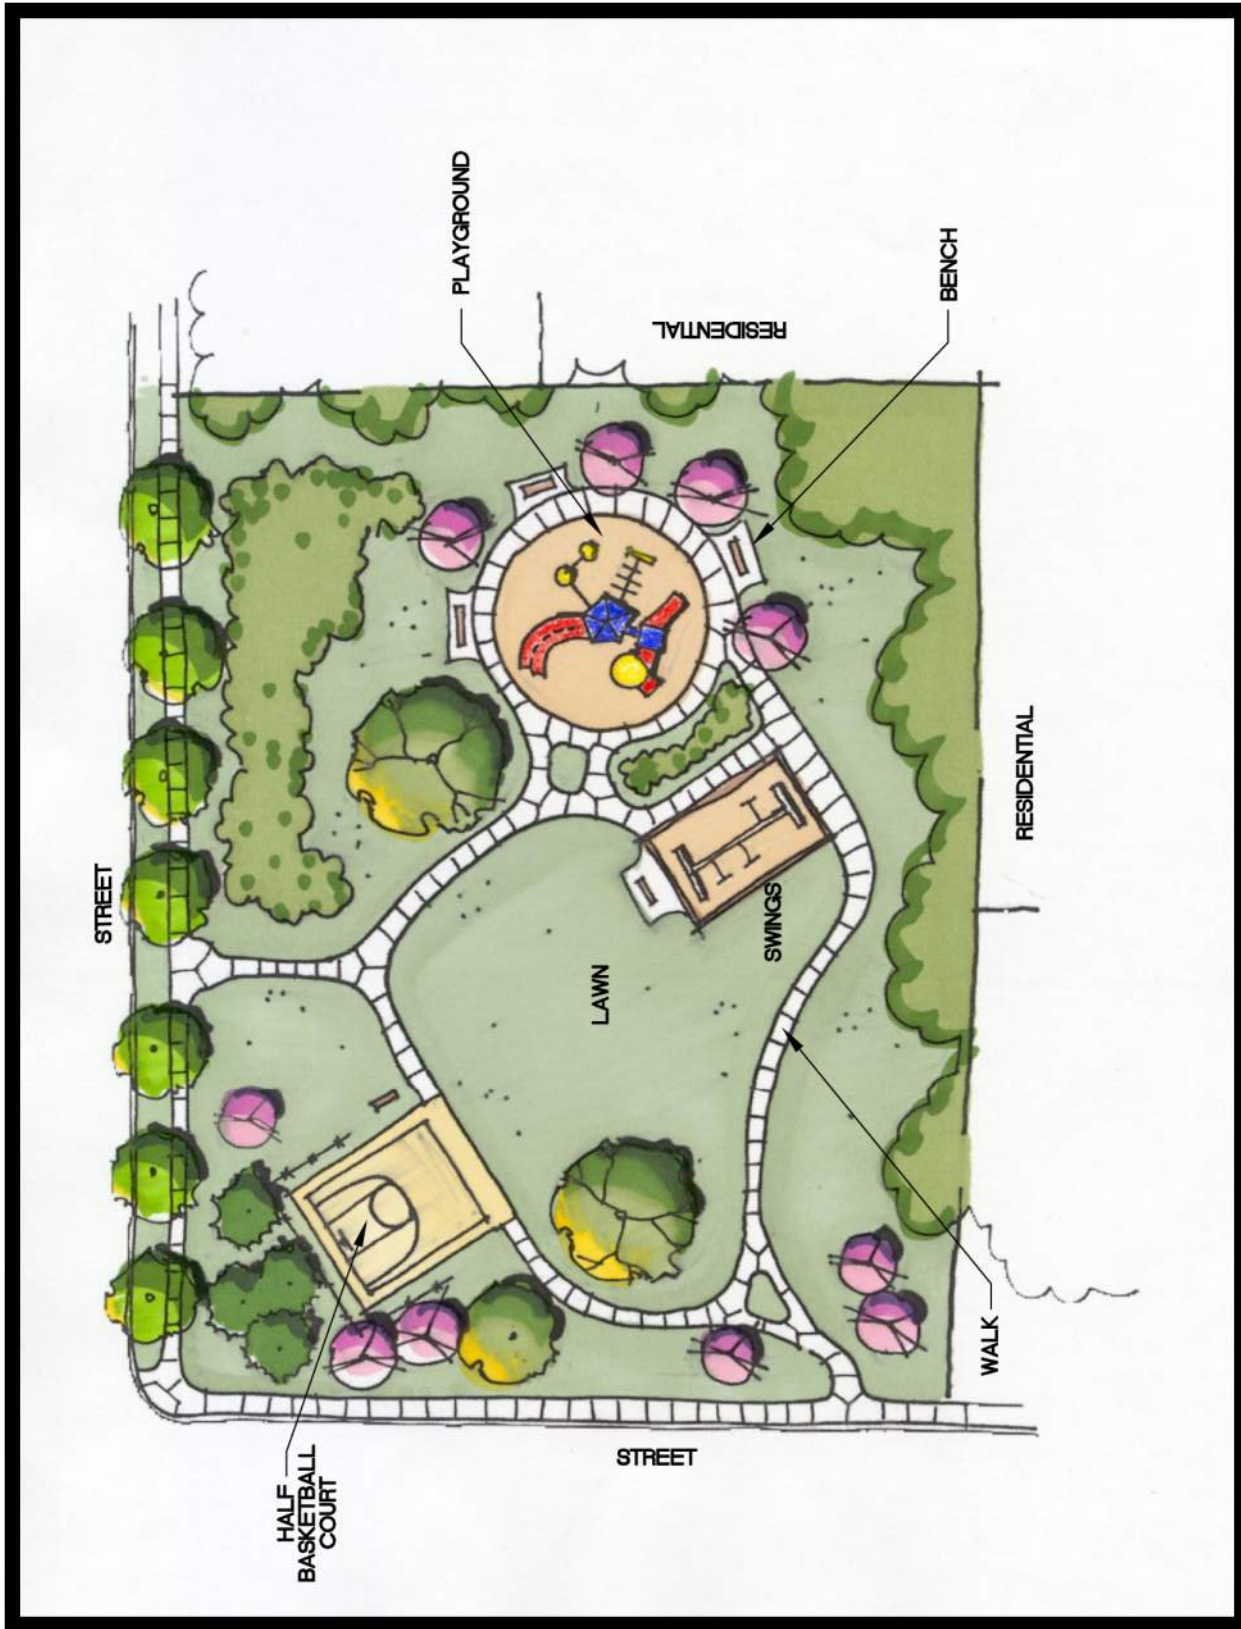 STREET
HALF
BASKETBALL
COURT
STREET
LAWN
SWINGS
WALK
PLAYGROUND
BENCH
RESIDENTIAL
RESIDENTIAL